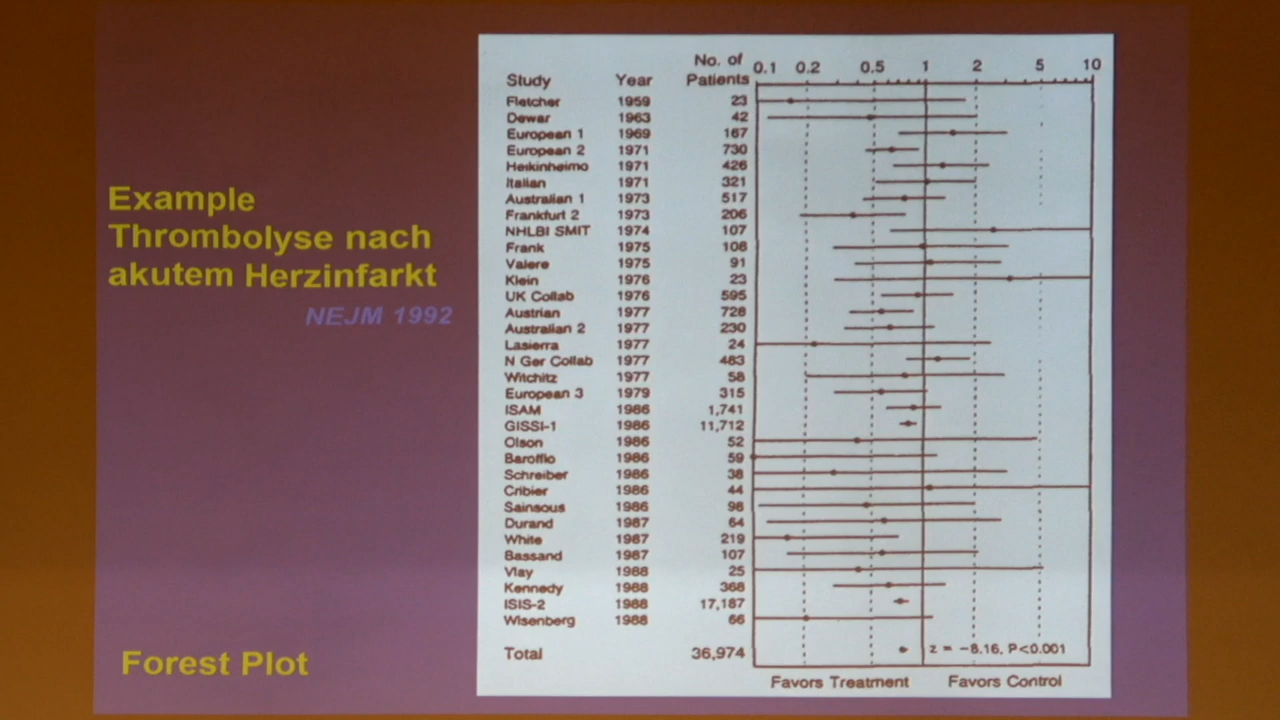 Example
Thrombolyse nach
akutem Herzinfarkt
NEJM 1992
Forest Plot
No. of
Study Year Patients 0.1 0.2 0.5 1 2 5 10
Fletcher 1959 23
Dewar 1963 42
European 1 1969 167
European 2 1971 730
Heikinheimo 1971 426
Italian 1971 321
Australian 1 1973 517
Frankfurt 2 1973 206
NHLBI SMIT 1974 107
Frank 1975 108
Valere 1975 91
Klein 1976 23
UK Collab 1976 595
Austrian 1977 728
Australian 2 1977 230
Lasierra 1977 24
N Ger Collab 1977 483
Witchitz 1977 58
European 3 1979 315
ISAM 1986 1,741
GISSI-1 1986 11,712
Olson 1986 52
Baroffio 1986 59
Schreiber 1986 38
Cribier 1986 44
Sainsous 1986 98
Durand 1987 64
White 1987 219
Bassand 1987 107
Vlay 1988 25
Kennedy 1988 368
ISIS-2 1988 17,187
Wisenberg 1988 66
Total 36,974 z = −8.16, P<0.001
Favors Treatment Favors Control